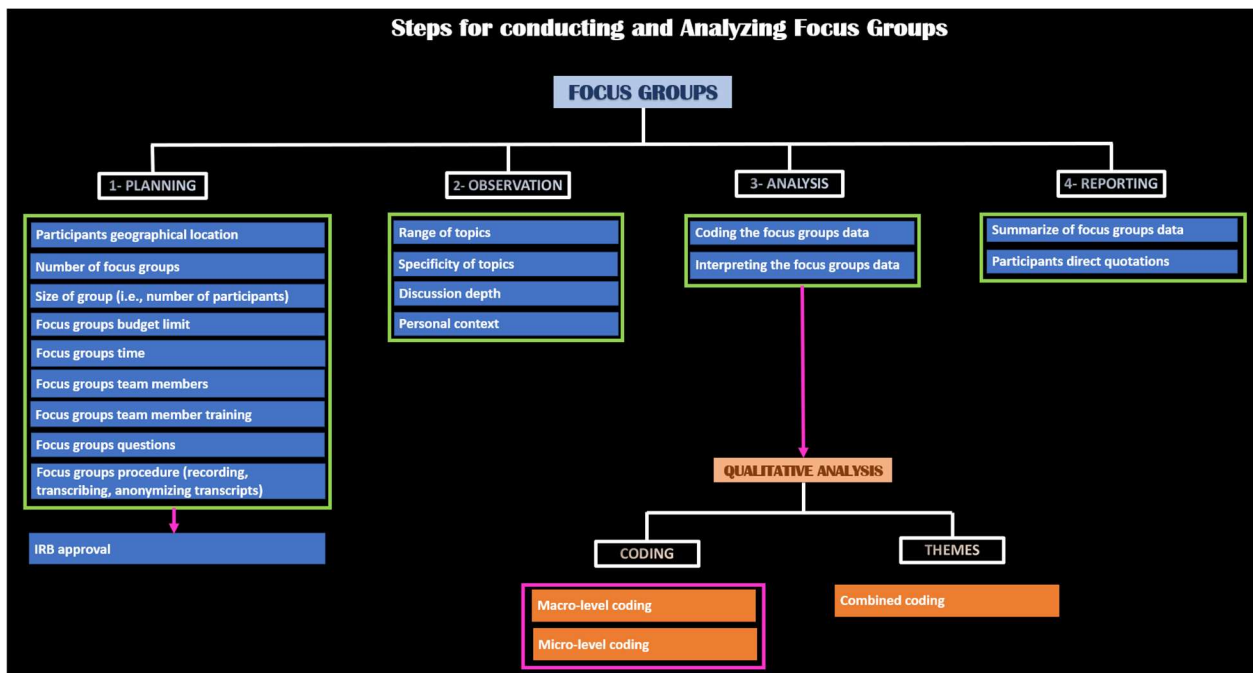 Steps for conducting and Analyzing Focus Groups
FOCUS GROUPS
1- PLANNING
Participants geographical location
Number of focus groups
Size of group (i.e., number of participants)
Focus groups budget limit
Focus groups time
Focus groups team members
Focus groups team member training
Focus groups questions
Focus groups procedure (recording,
transcribing, anonymizing transcripts)
IRB approval
2- OBSERVATION
Range of topics
Specificity of topics
Discussion depth
Personal context
3- ANALYSIS
Coding the focus groups data
Interpreting the focus groups data
4- REPORTING
Summarize of focus groups data
Participants direct quotations
QUALITATIVE ANALYSIS
CODING
Macro-level coding
Micro-level coding
THEMES
Combined coding